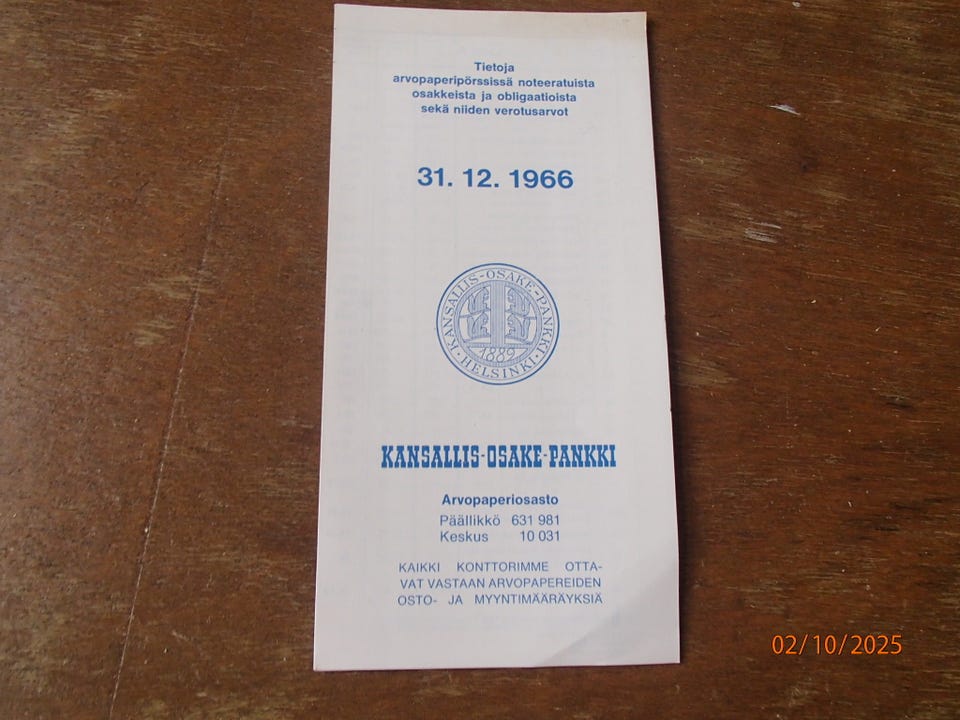 Tietoja
arvopaperipörssissä noteeratuista
osakkeista ja obligaatioista
sekä niiden verotusarvot
31. 12. 1966
KANSALLIS-OSAKE-PANKKI
1889
HELSINKI
KANSALLIS-OSAKE-PANKKI
Arvopaperiosasto
Päällikkö 631 981
Keskus 10 031
KAIKKI KONTTORIMME OTTA-
VAT VASTAAN ARVOPAPEREIDEN
OSTO- JA MYYNTIMÄÄRÄYKSIÄ
02/10/2025